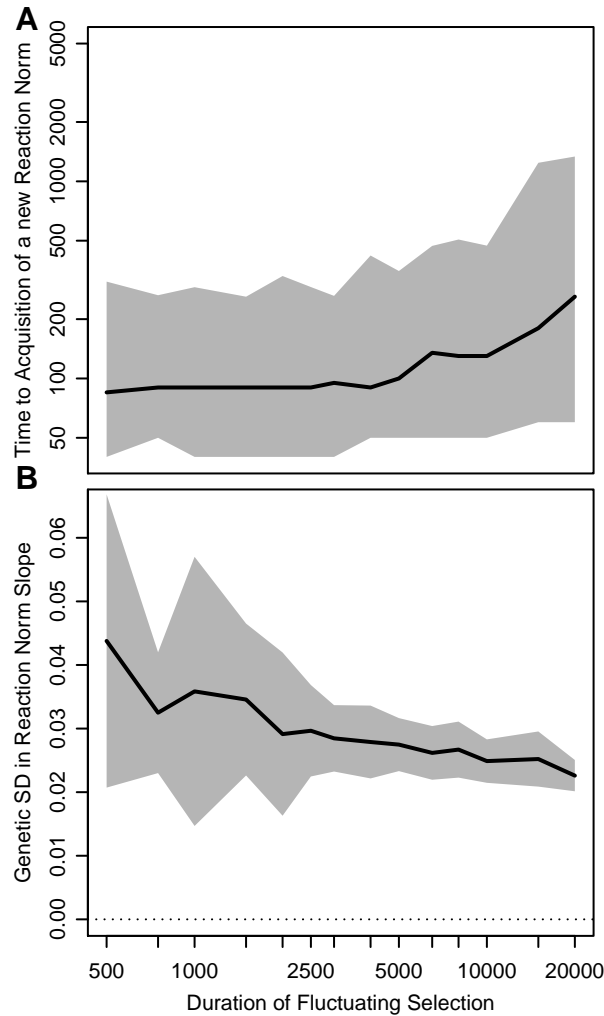 A
Time to Acquisition of a new Reaction Norm
5000
2000
1000
500
200
100
50
B
Genetic SD in Reaction Norm Slope
0.06
0.05
0.04
0.03
0.02
0.01
0.00
500 1000 2500 5000 10000 20000
Duration of Fluctuating Selection